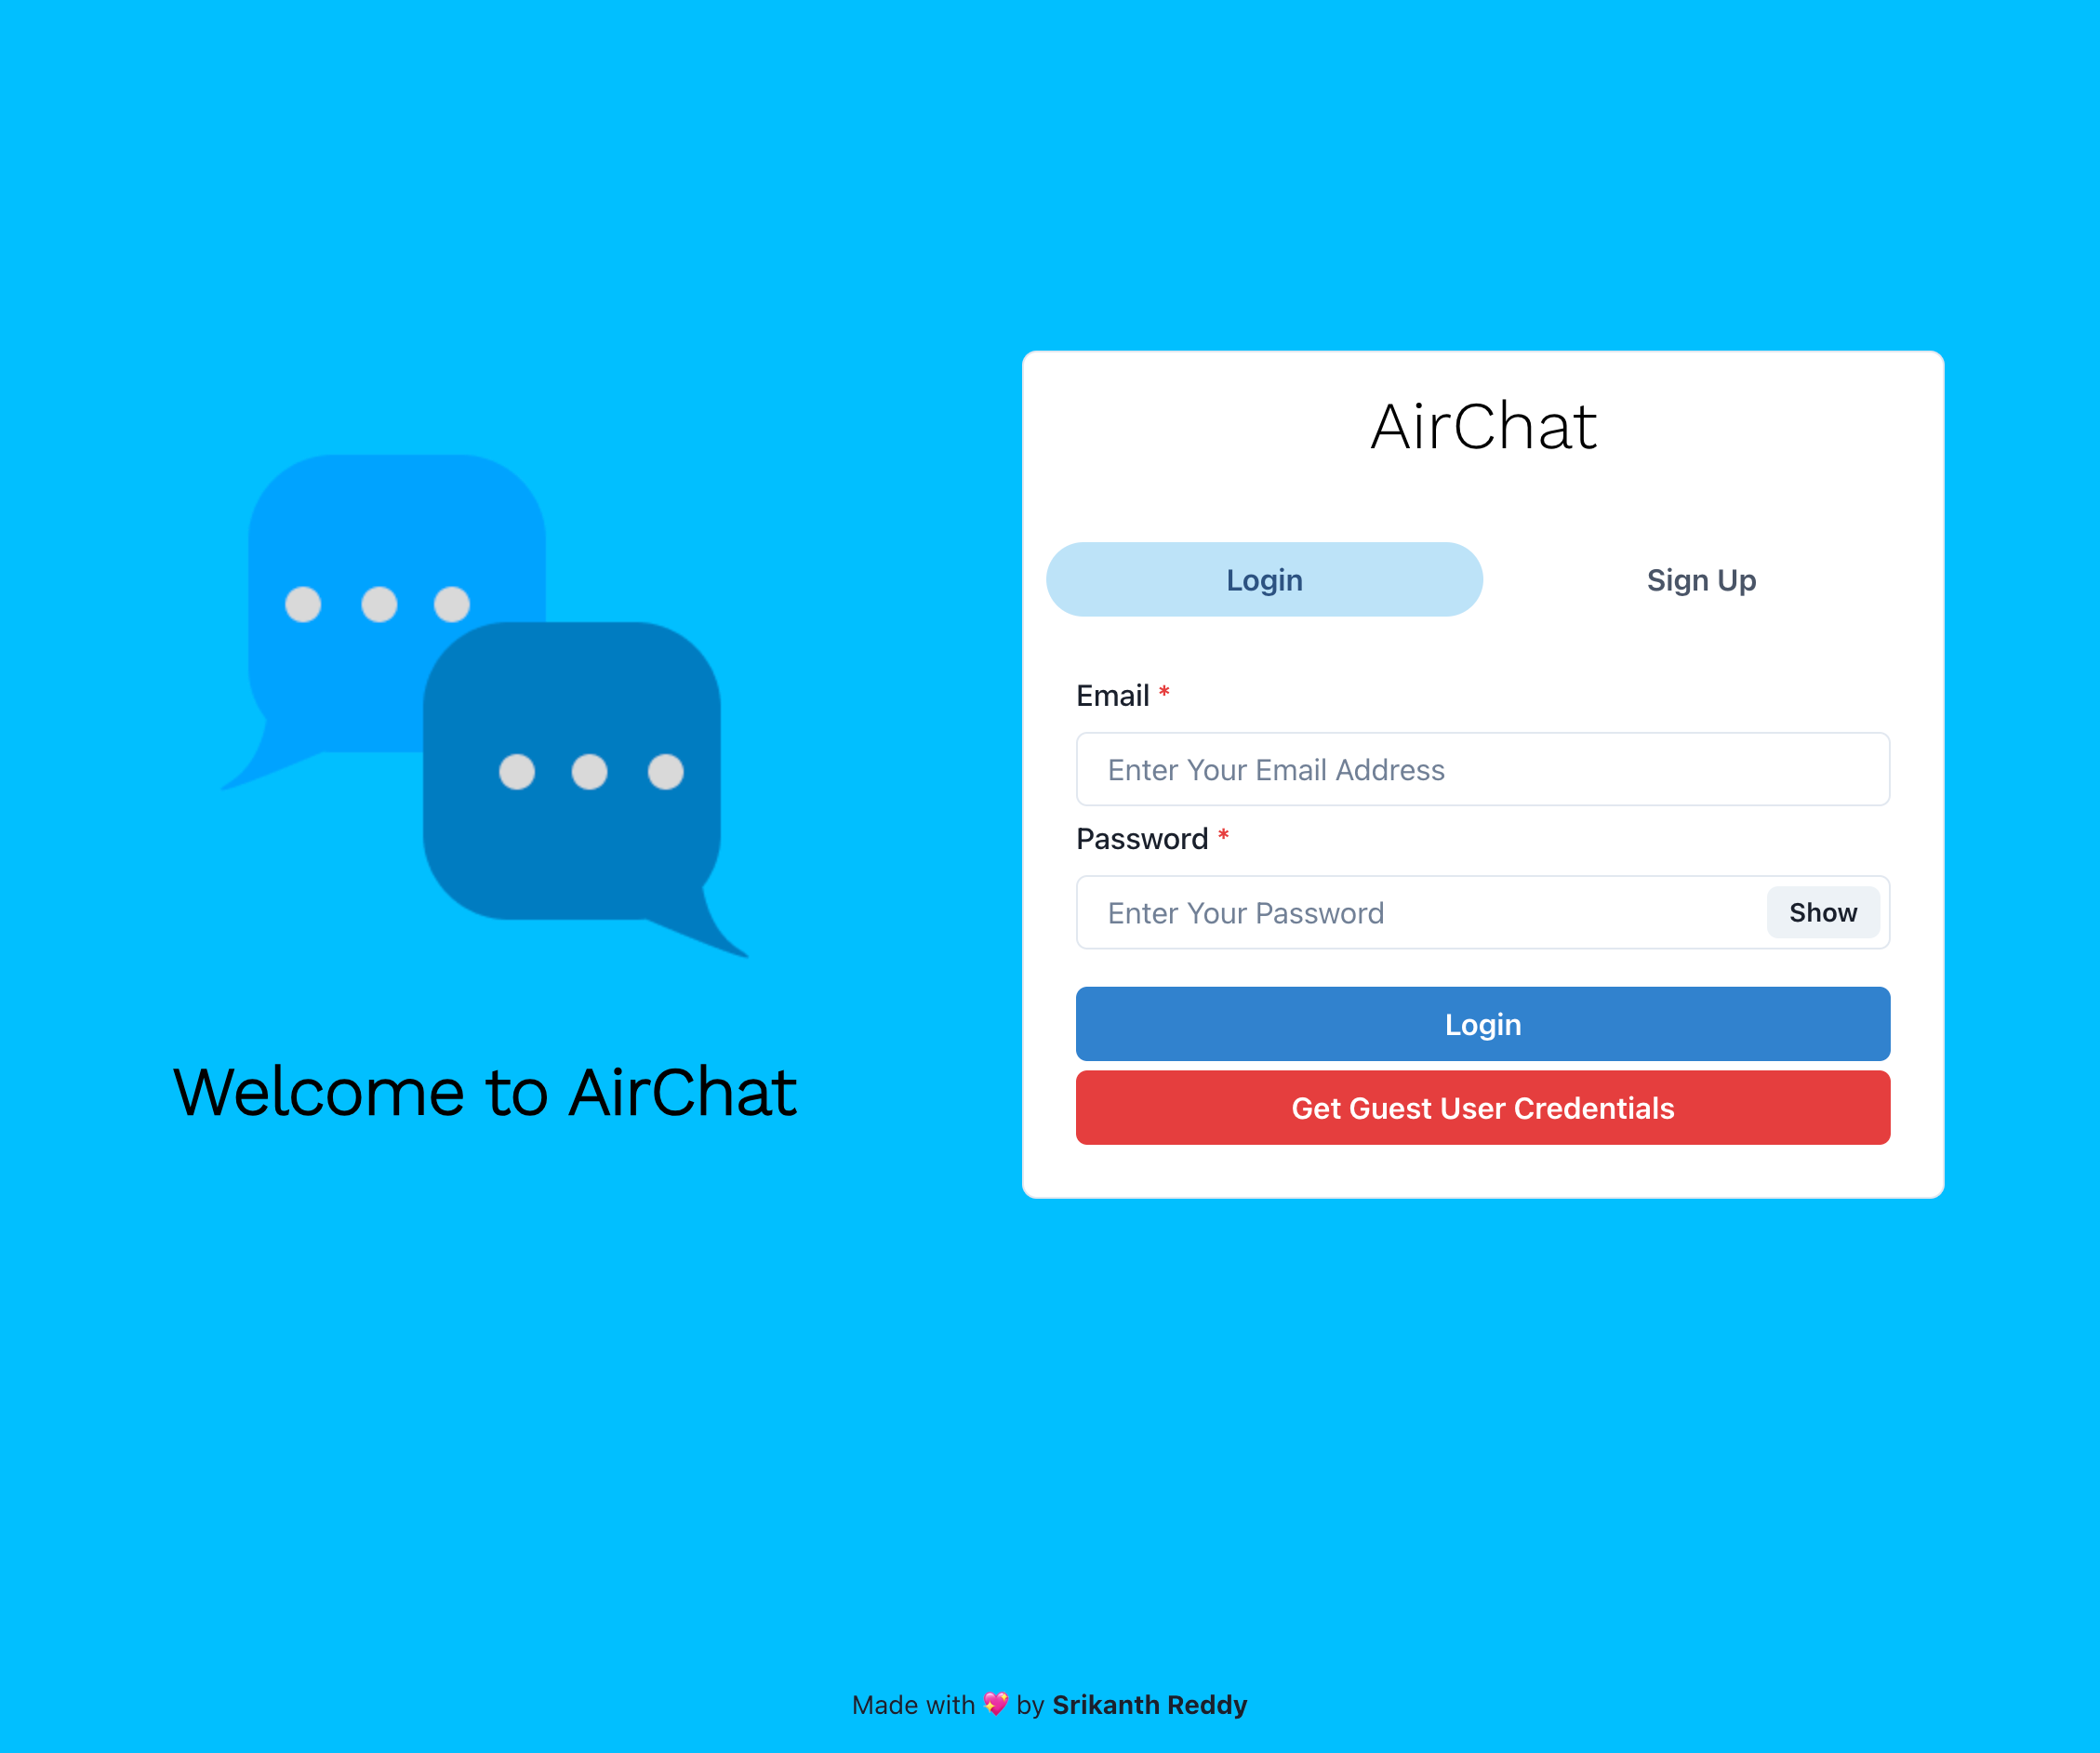 Welcome to AirChat
AirChat
Login
Sign Up
Email *
Enter Your Email Address
Password *
Enter Your Password
Show
Login
Get Guest User Credentials
Made with 💖 by Srikanth Reddy